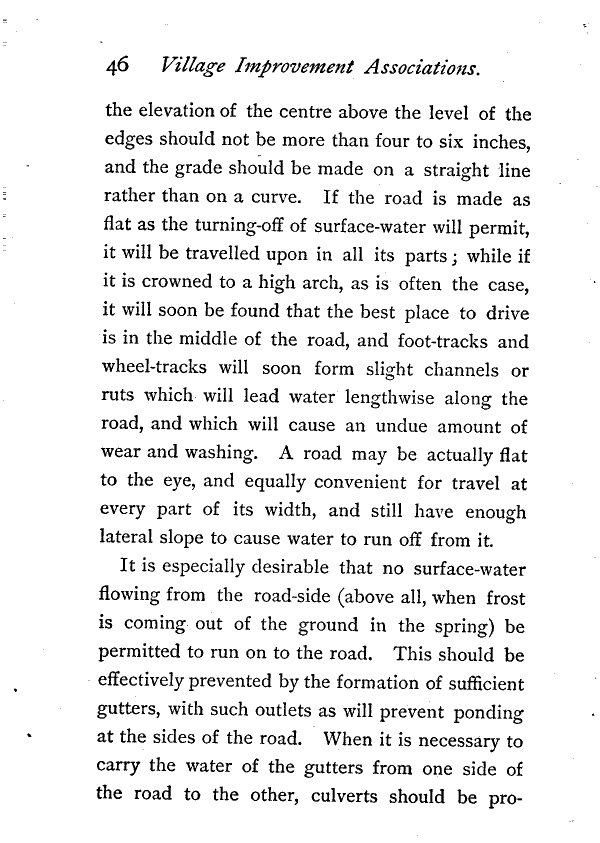 46 Village Improvement Associations.
the elevation of the centre above the level of the
edges should not be more than four to six inches,
and the grade should be made on a straight line
rather than on a curve. If the road is made as
flat as the turning-off of surface-water will permit,
it will be travelled upon in all its parts; while if
it is crowned to a high arch, as is often the case,
it will soon be found that the best place to drive
is in the middle of the road, and foot-tracks and
wheel-tracks will soon form slight channels or
ruts which will lead water lengthwise along the
road, and which will cause an undue amount of
wear and washing. A road may be actually flat
to the eye, and equally convenient for travel at
every part of its width, and still have enough
lateral slope to cause water to run off from it.
It is especially desirable that no surface-water
flowing from the road-side (above all, when frost
is coming out of the ground in the spring) be
permitted to run on to the road. This should be
effectively prevented by the formation of sufficient
gutters, with such outlets as will prevent ponding
at the sides of the road. When it is necessary to
carry the water of the gutters from one side of
the road to the other, culverts should be pro-